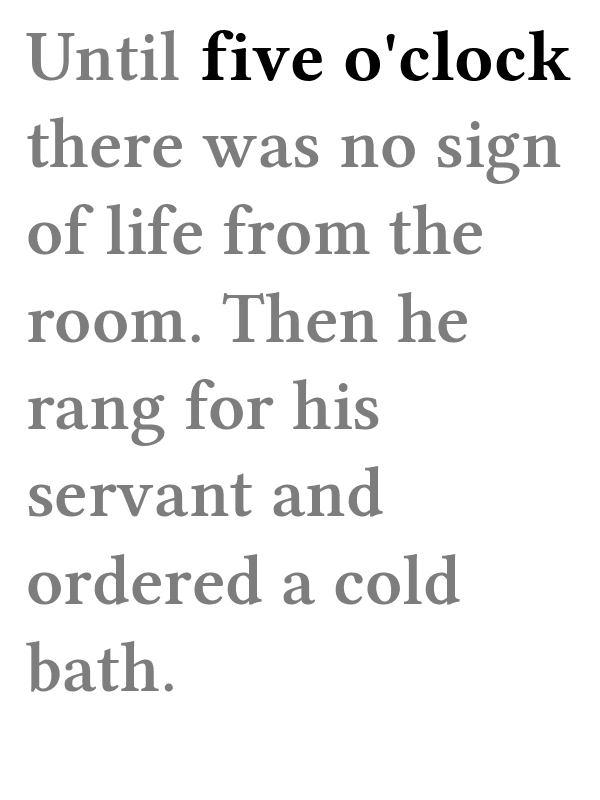 Until five o'clock
there was no sign
of life from the
room. Then he
rang for his
servant and
ordered a cold
bath.